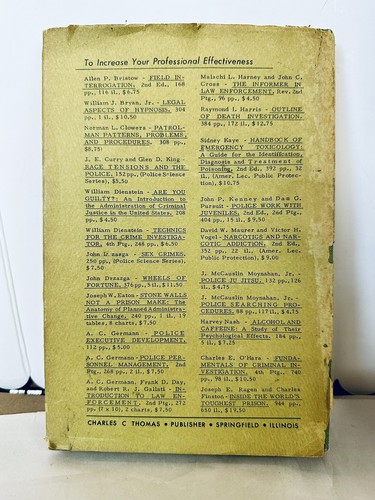 To Increase Your Professional Effectiveness
Allen P. Bristow - FIELD IN-
TERROGATION, 2nd Ed., 168
pp., 116 il., $6.75
William J. Bryan, Jr. - LEGAL
ASPECTS OF HYPNOSIS, 304
pp., 1 il., $10.50
Norman L. Clowers - PATROL-
MAN PATTERNS, PROBLEMS,
AND PROCEDURES. 308 pp.,
$8.75
J. E. Curry and Glen D. King -
RACE TENSIONS AND THE
POLICE, 152 pp., (Police Science
Series), $5.50
William Dienstein - ARE YOU
GUILTY?: An Introduction to
the Administration of Criminal
Justice in the United States, 208
pp., $4.50
William Dienstein - TECHNICS
FOR THE CRIME INVESTIGA-
TOR, 4th Ptg., 248 pp., $6.50
John Drzazga - SEX CRIMES,
250 pp., (Police Science Series),
$7.50
John Drzazga - WHEELS OF
FORTUNE, 376 pp., 51 il., $11.50
Joseph W. Eaton - STONE WALLS
NOT A PRISON MAKE: The
Anatomy of Planned Administra-
tive Change, 240 pp., 1 il., 19
tables, 5 charts, $7.50
A. C. Germann - POLICE
EXECUTIVE DEVELOPMENT,
112 pp., $5.00
A. C. Germann - POLICE PER-
SONNEL MANAGEMENT, 2nd
Ptg., 268 pp., 2 il., $7.50
A. C. Germann, Frank D. Day,
and Robert R. J. Gallati - IN-
TRODUCTION TO LAW EN-
FORCEMENT, 2nd Ptg., 272
pp. (7 x 10), 2 charts, $7.50
Malachi L. Harney and John C.
Cross - THE INFORMER IN
LAW ENFORCEMENT, Rev. 2nd
Ptg., 96 pp., $4.50
Raymond I. Harris - OUTLINE
OF DEATH INVESTIGATION,
384 pp., 172 il., $12.75
Sidney Kaye - HANDBOOK OF
EMERGENCY TOXICOLOGY:
A Guide for the Identification,
Diagnosis and Treatment of
Poisoning, 2nd Ed., 392 pp., 32
il., (Amer. Lec. Public Protec-
tion), $10.75
John P. Kenney and Dan G.
Pursuit - POLICE WORK WITH
JUVENILES, 2nd Ed., 2nd Ptg.,
404 pp., 15 il., $9.50
David W. Maurer and Victor H.
Vogel - NARCOTICS AND NAR-
COTIC ADDICTION, 2nd Ed.,
352 pp., 22 il., (Amer. Lec.
Public Protection), $9.00
J. McCauslin Moynahan, Jr. -
POLICE JU JITSU, 132 pp., 126
il., $4.75
J. McCauslin Moynahan, Jr. -
POLICE SEARCHING PRO-
CEDURES, 88 pp., 117 il., $4.75
Harvey Nash - ALCOHOL AND
CAFFEINE: A Study of Their
Psychological Effects, 184 pp.,
5 il., $7.25
Charles E. O'Hara - FUNDA-
MENTALS OF CRIMINAL IN-
VESTIGATION, 4th Ptg., 740
pp., 98 il., $10.50
Joseph E. Ragen and Charles
Finston - INSIDE THE WORLD'S
TOUGHEST PRISON, 944 pp.,
650 il., $19.50
CHARLES C THOMAS • PUBLISHER • SPRINGFIELD • ILLINOIS